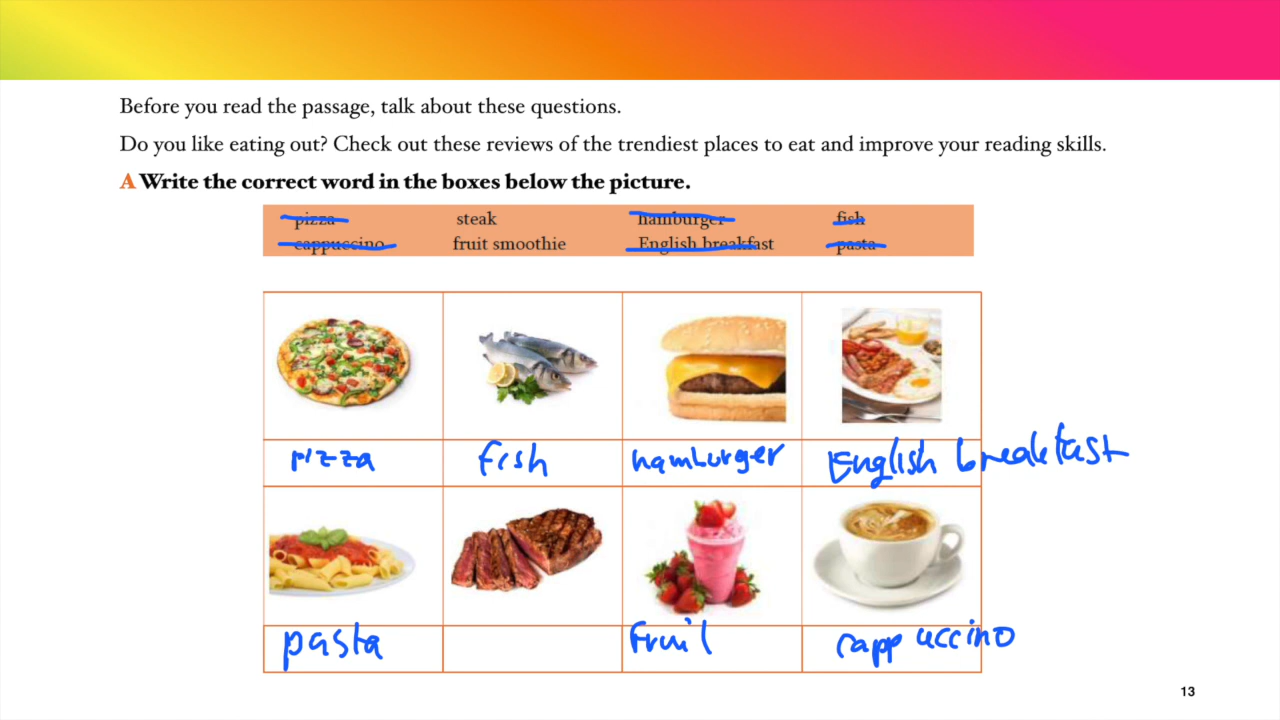 Before you read the passage, talk about these questions.
Do you like eating out? Check out these reviews of the trendiest places to eat and improve your reading skills.
A Write the correct word in the boxes below the picture.
pizza steak hamburger fish
cappuccino fruit smoothie English breakfast pasta
pizza fish hamburger English breakfast
pasta Fruil cappuccino
13